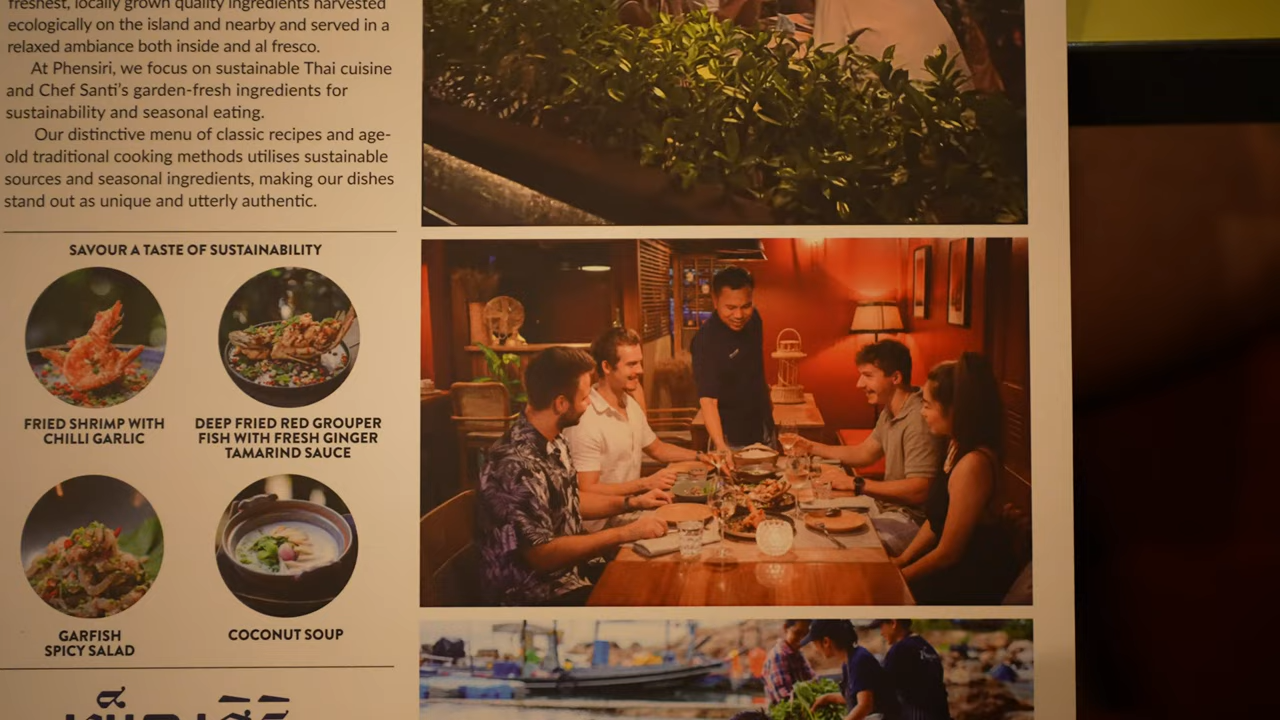 freshest, locally grown quality ingredients harvested
ecologically on the island and nearby and served in a
relaxed ambiance both inside and al fresco.
At Phensiri, we focus on sustainable Thai cuisine
and Chef Santi's garden-fresh ingredients for
sustainability and seasonal eating.
Our distinctive menu of classic recipes and age-
old traditional cooking methods utilises sustainable
sources and seasonal ingredients, making our dishes
stand out as unique and utterly authentic.
SAVOUR A TASTE OF SUSTAINABILITY
FRIED SHRIMP WITH
CHILLI GARLIC
DEEP FRIED RED GROUPER
FISH WITH FRESH GINGER
TAMARIND SAUCE
GARFISH
SPICY SALAD
COCONUT SOUP